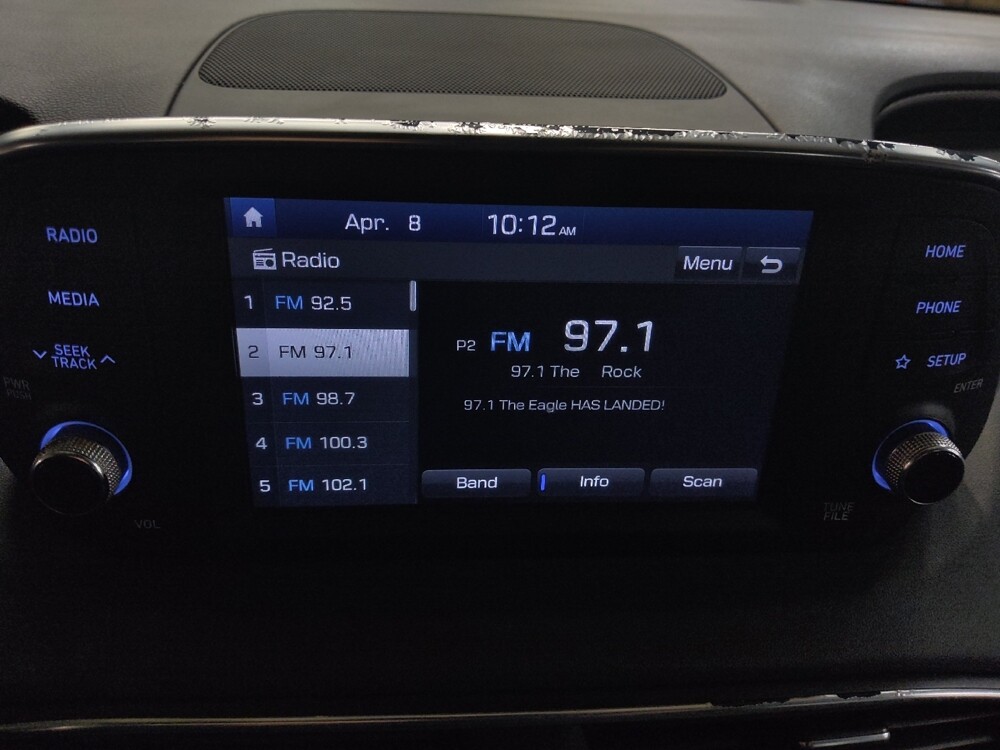 Apr. 8 10:12 AM
RADIO
Radio Menu
HOME
1 FM 92.5
MEDIA
PHONE
2 FM 97.1
P2 FM 97.1
SEEK
TRACK
SETUP
97.1 The Rock
PWR
PUSH
ENTER
3 FM 98.7
97.1 The Eagle HAS LANDED!
4 FM 100.3
5 FM 102.1
Band Info Scan
VOL
TUNE
FILE